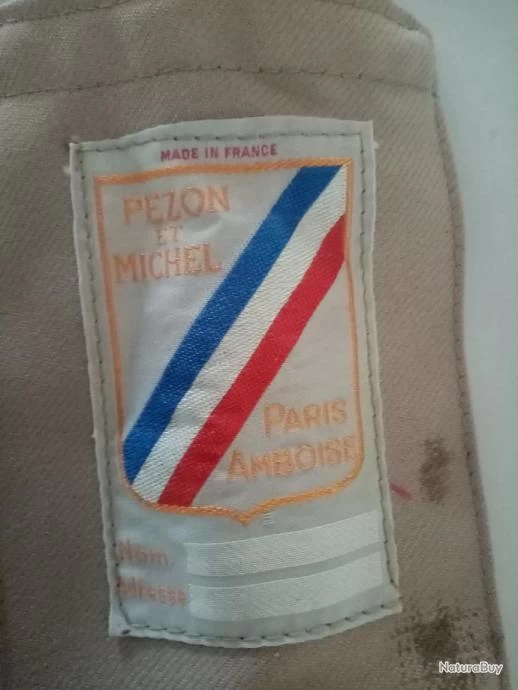 MADE IN FRANCE
PEZON
ET
MICHEL
PARIS
AMBOISE
Nom
ADRESSE
NaturaBuy